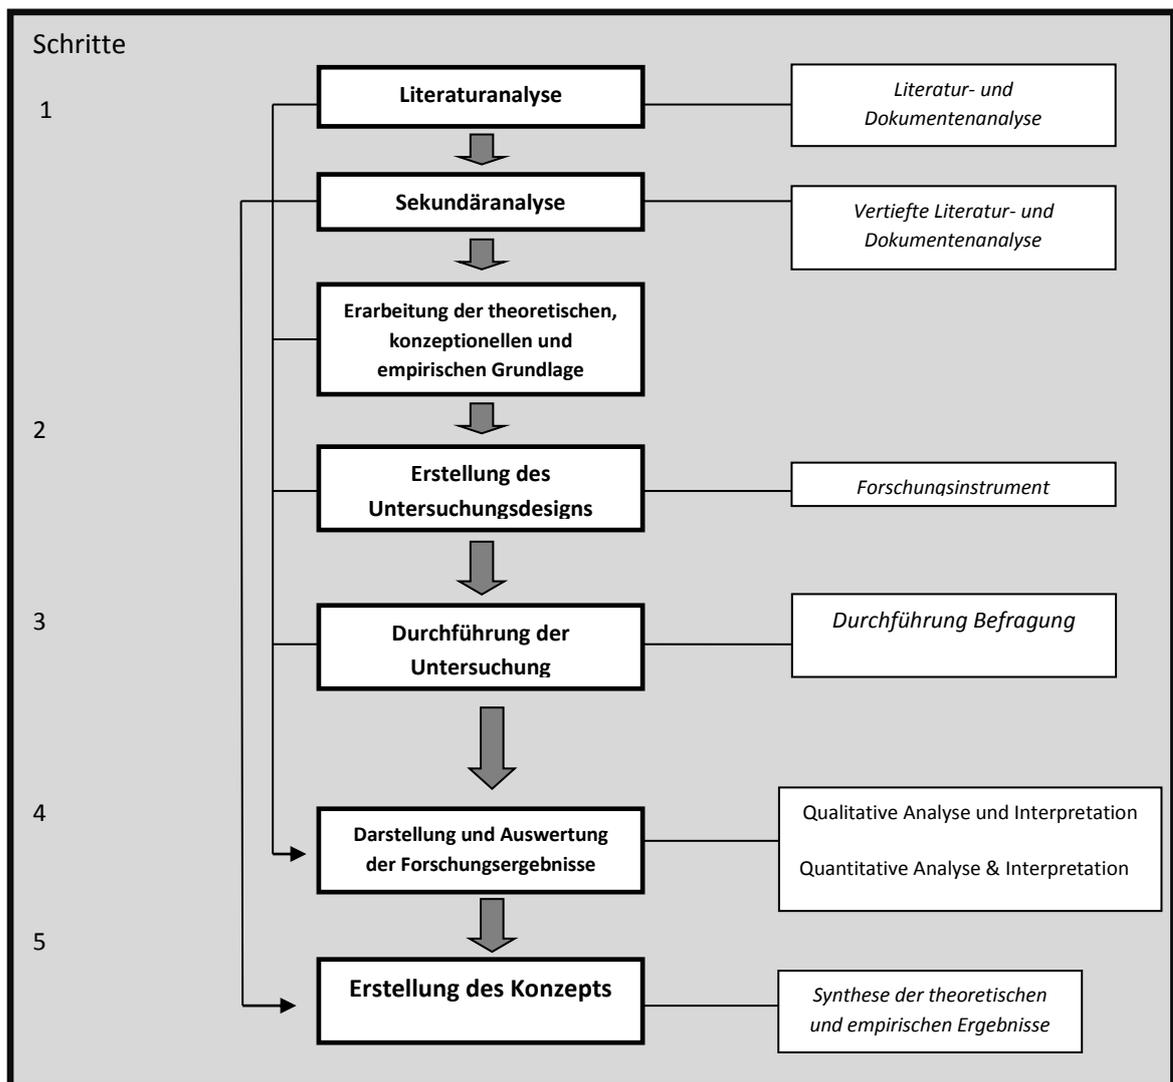 Schritte
1
Literaturanalyse
Literatur- und
Dokumentenanalyse
Sekundäranalyse
Vertiefte Literatur- und
Dokumentenanalyse
Erarbeitung der theoretischen,
konzeptionellen und
empirischen Grundlage
2
Erstellung des
Untersuchungsdesigns
Forschungsinstrument
3
Durchführung der
Untersuchung
Durchführung Befragung
4
Darstellung und Auswertung
der Forschungsergebnisse
Qualitative Analyse und Interpretation
Quantitative Analyse & Interpretation
5
Erstellung des Konzepts
Synthese der theoretischen
und empirischen Ergebnisse